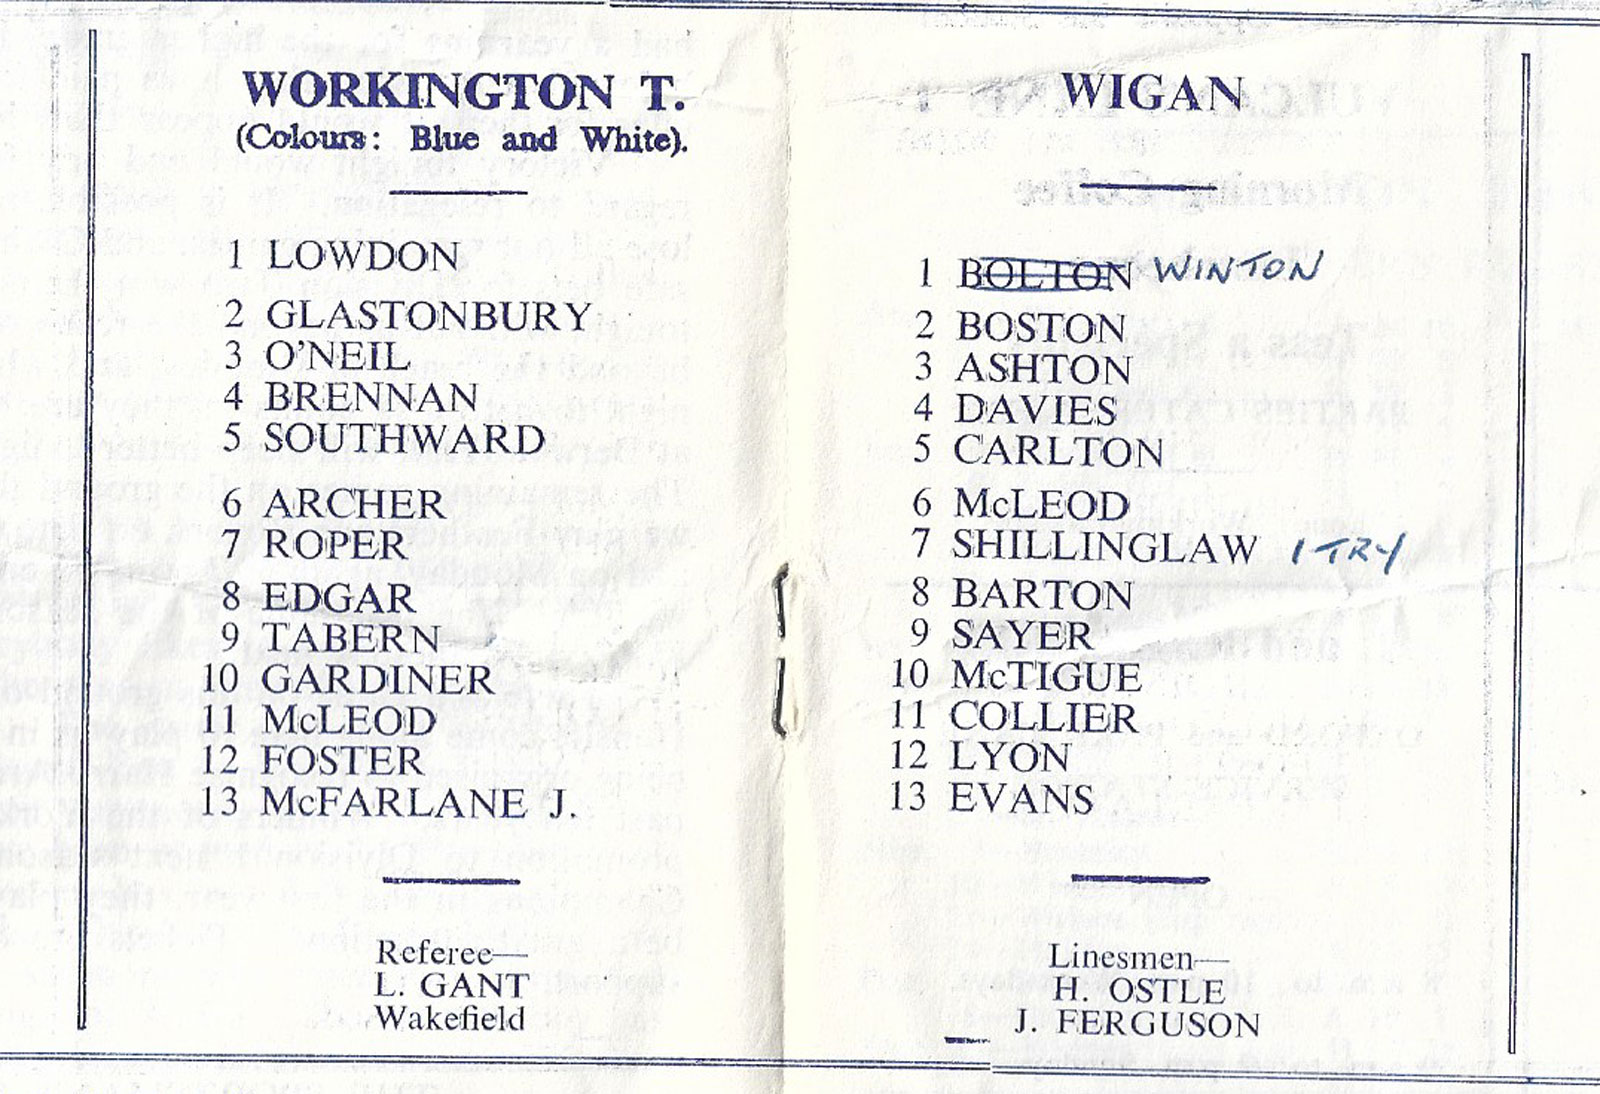 WORKINGTON T.
(Colours: Blue and White).
1 LOWDON
2 GLASTONBURY
3 O'NEIL
4 BRENNAN
5 SOUTHWARD
6 ARCHER
7 ROPER
8 EDGAR
9 TABERN
10 GARDINER
11 McLEOD
12 FOSTER
13 McFARLANE J.
Referee—
L. GANT
Wakefield
WIGAN
1 BOLTON WINTON
2 BOSTON
3 ASHTON
4 DAVIES
5 CARLTON
6 McLEOD
7 SHILLINGLAW 1 TRY
8 BARTON
9 SAYER
10 McTIGUE
11 COLLIER
12 LYON
13 EVANS
Linesmen—
H. OSTLE
J. FERGUSON